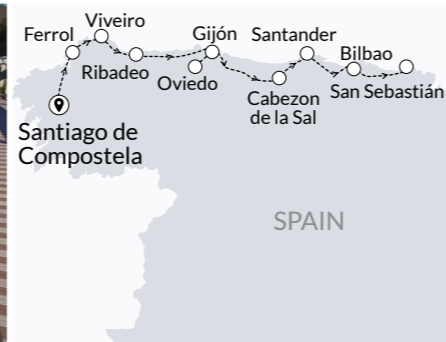 Viveiro
Ferrol
Gijón
Santander
Ribadeo
Bilbao
Oviedo
Cabezon
de la Sal
San Sebastián
Santiago de
Compostela
SPAIN